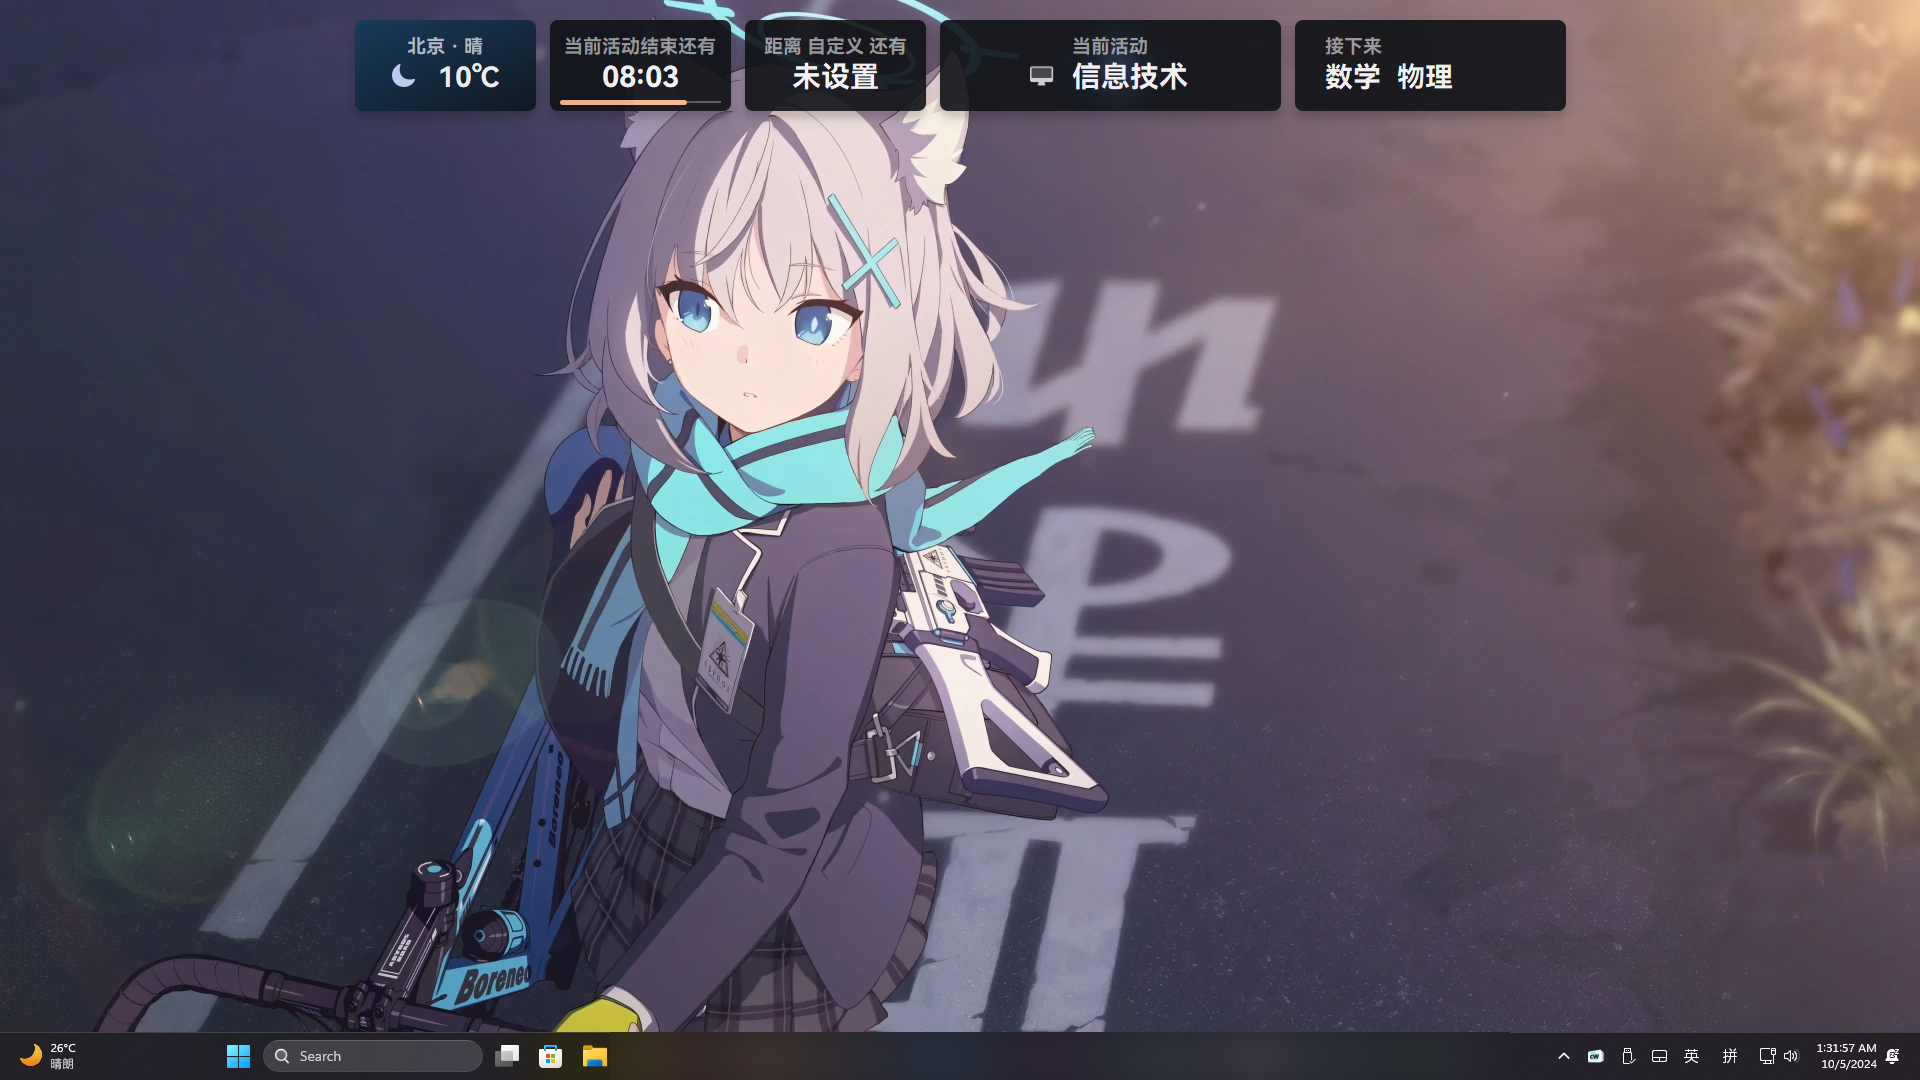 北京 · 晴
10℃
当前活动结束还有
08:03
距离 自定义 还有
未设置
当前活动
信息技术
接下来
数学 物理
Boreneo
Boreneo
26°C
晴朗
Search
英
拼
1:31:57 AM
10/5/2024